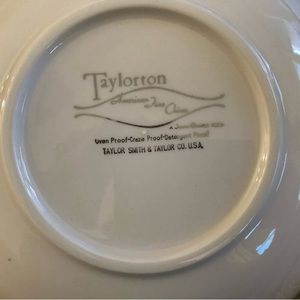 Taylorton
American Fine
China
Oven Proof-Craze Proof-Detergent Proof
TAYLOR SMITH & TAYLOR CO. U.S.A.